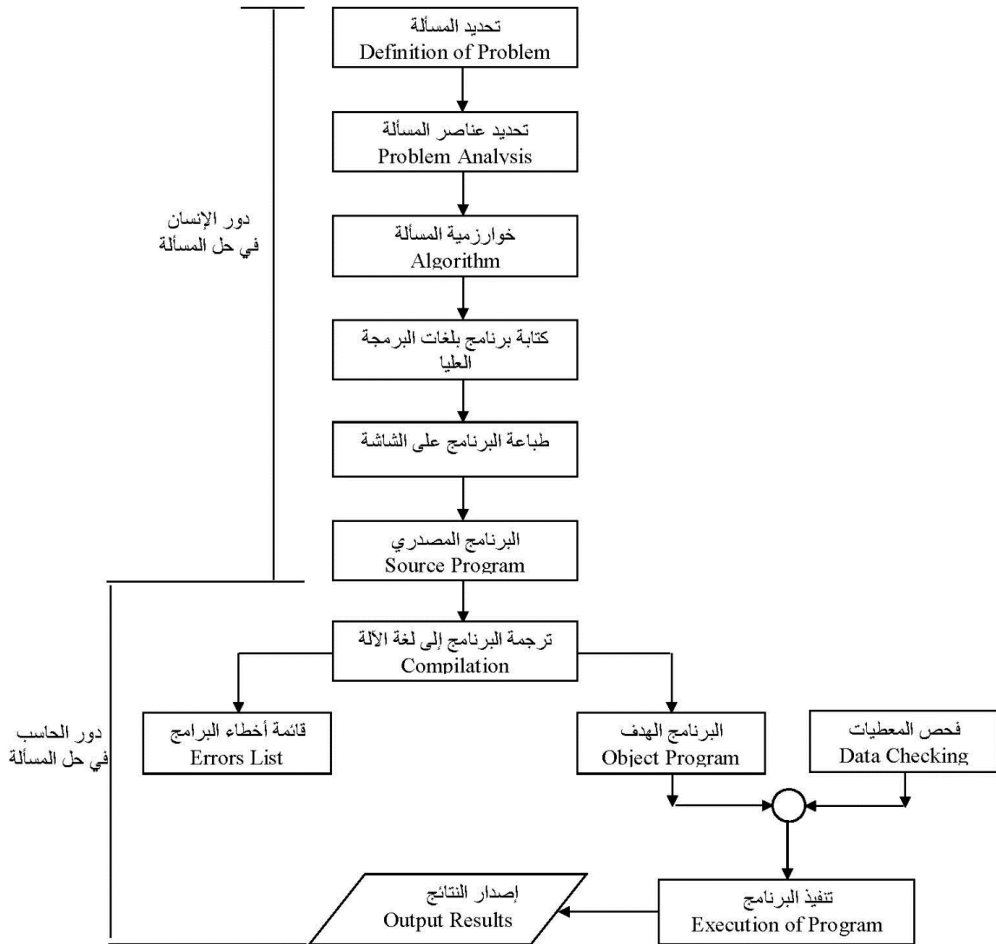 تحديد المسألة
Definition of Problem
تحديد عناصر المسألة
Problem Analysis
دور الإنسان
في حل المسألة
خوارزمية المسألة
Algorithm
كتابة برنامج بلغات البرمجة
العليا
طباعة البرنامج على الشاشة
البرنامج المصدري
Source Program
ترجمة البرنامج إلى لغة الآلة
Compilation
دور الحاسب
في حل المسألة
قائمة أخطاء البرامج
Errors List
البرنامج الهدف
Object Program
فحص المعطيات
Data Checking
تنفيذ البرنامج
Execution of Program
إصدار النتائج
Output Results